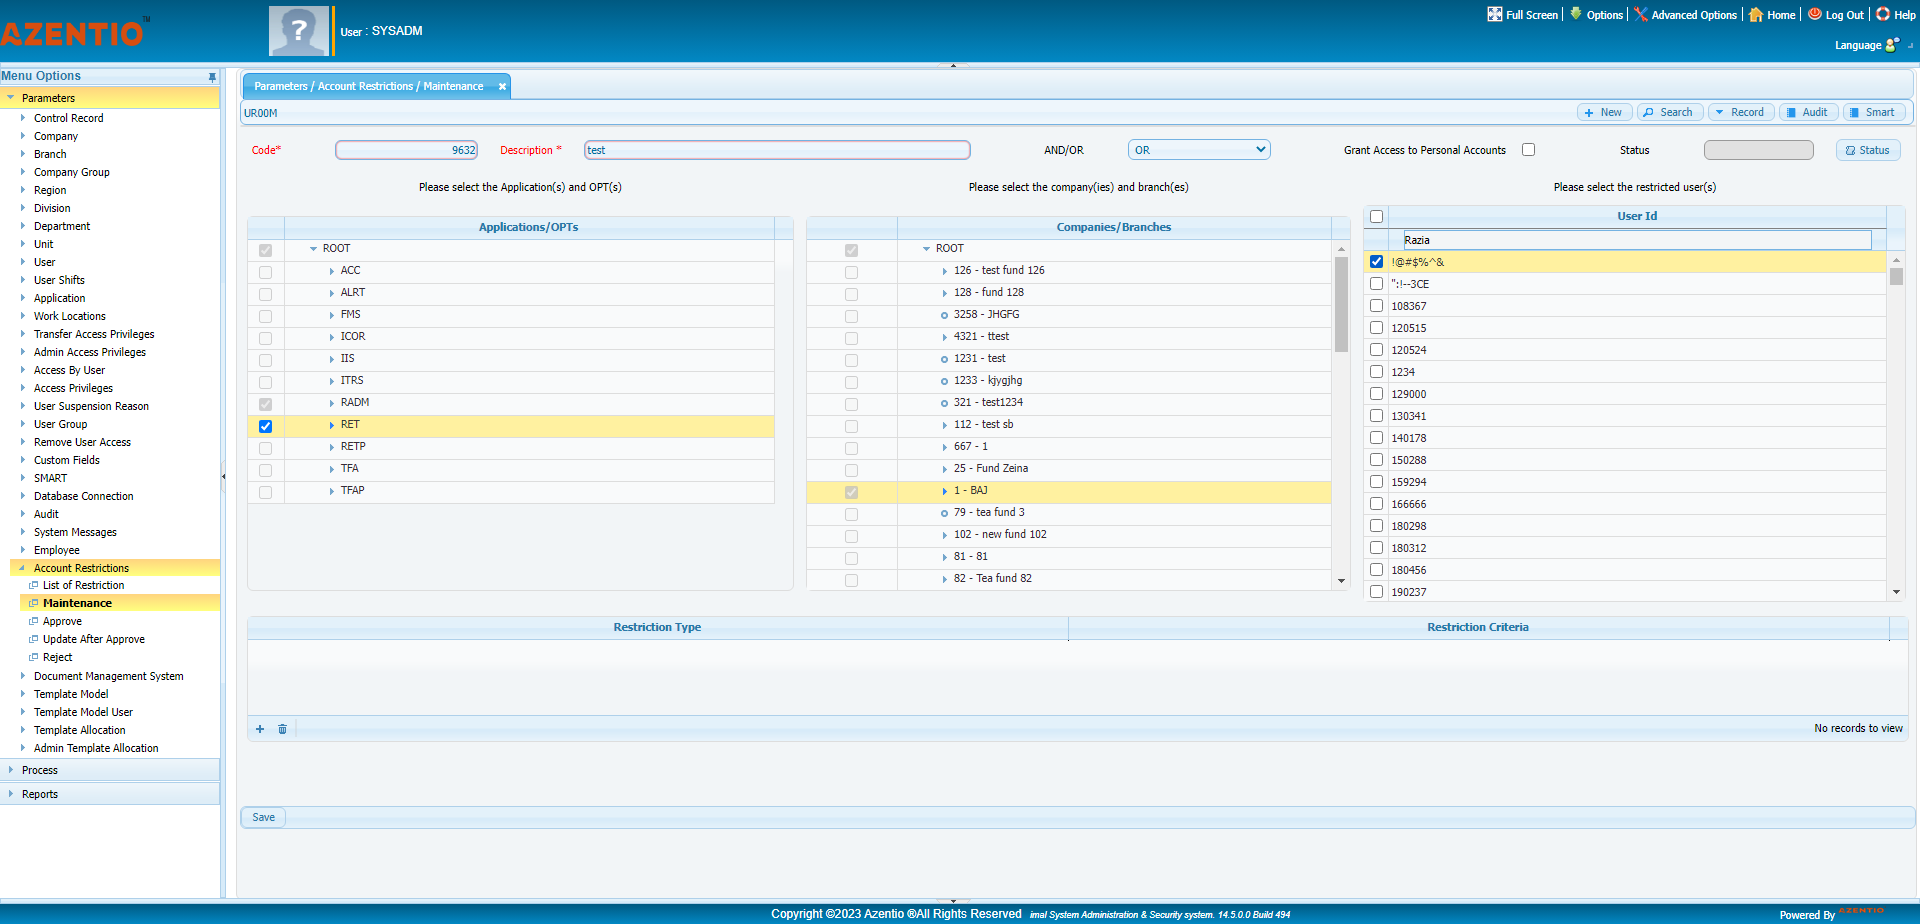 AZENTIO™
User : SYSADM
Full Screen
Options
Advanced Options
Home
Log Out
Help
Language
Menu Options
Parameters
Control Record
Company
Branch
Company Group
Region
Division
Department
Unit
User
User Shifts
Application
Work Locations
Transfer Access Privileges
Admin Access Privileges
Access By User
Access Privileges
User Suspension Reason
User Group
Remove User Access
Custom Fields
SMART
Database Connection
Audit
System Messages
Employee
Account Restrictions
List of Restriction
Maintenance
Approve
Update After Approve
Reject
Document Management System
Template Model
Template Model User
Template Allocation
Admin Template Allocation
Process
Reports
Parameters / Account Restrictions / Maintenance
UR00M
New
Search
Record
Audit
Smart
Code*
9632
Description *
test
AND/OR
OR
Grant Access to Personal Accounts
Status
Status
Please select the Application(s) and OPT(s)
Applications/OPTs
ROOT
ACC
ALRT
FMS
ICOR
IIS
ITRS
RADM
RET
RETP
TFA
TFAP
Please select the company(ies) and branch(es)
Companies/Branches
ROOT
126 - test fund 126
128 - fund 128
3258 - JHGFG
4321 - ttest
1231 - test
1233 - kjygjhg
321 - test1234
112 - test sb
667 - 1
25 - Fund Zeina
1 - BAJ
79 - tea fund 3
102 - new fund 102
81 - 81
82 - Tea fund 82
Please select the restricted user(s)
User Id
Razia
!@#$%^&
":!--3CE
108367
120515
120524
1234
129000
130341
140178
150288
159294
166666
180298
180312
180456
190237
Restriction Type
Restriction Criteria
No records to view
Save
Copyright ©2023 Azentio ®All Rights Reserved imal System Administration & Security system. 14.5.0.0 Build 494
Powered By AZENTIO